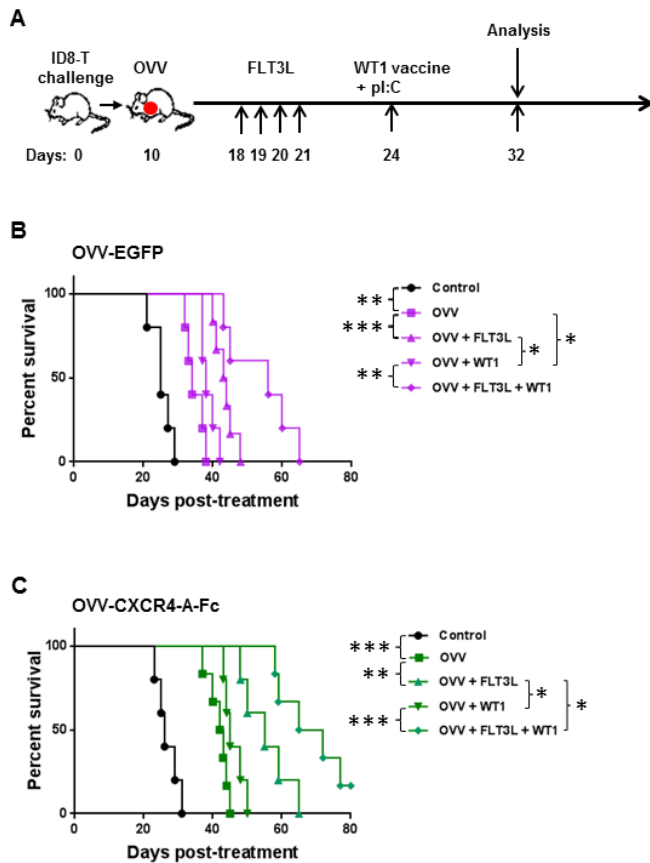 A
ID8-T
challenge
OVV
FLT3L
WT1 vaccine
+ pI:C
Analysis
Days: 0
10
18 19 20 21
24
32
B
OVV-EGFP
Percent survival
100
50
0
0 20 40 60 80
Days post-treatment
Control
OVV
OVV + FLT3L
OVV + WT1
OVV + FLT3L + WT1
**
***
**
*
*
C
OVV-CXCR4-A-Fc
Percent survival
100
50
0
0 20 40 60 80
Days post-treatment
Control
OVV
OVV + FLT3L
OVV + WT1
OVV + FLT3L + WT1
***
**
***
*
*